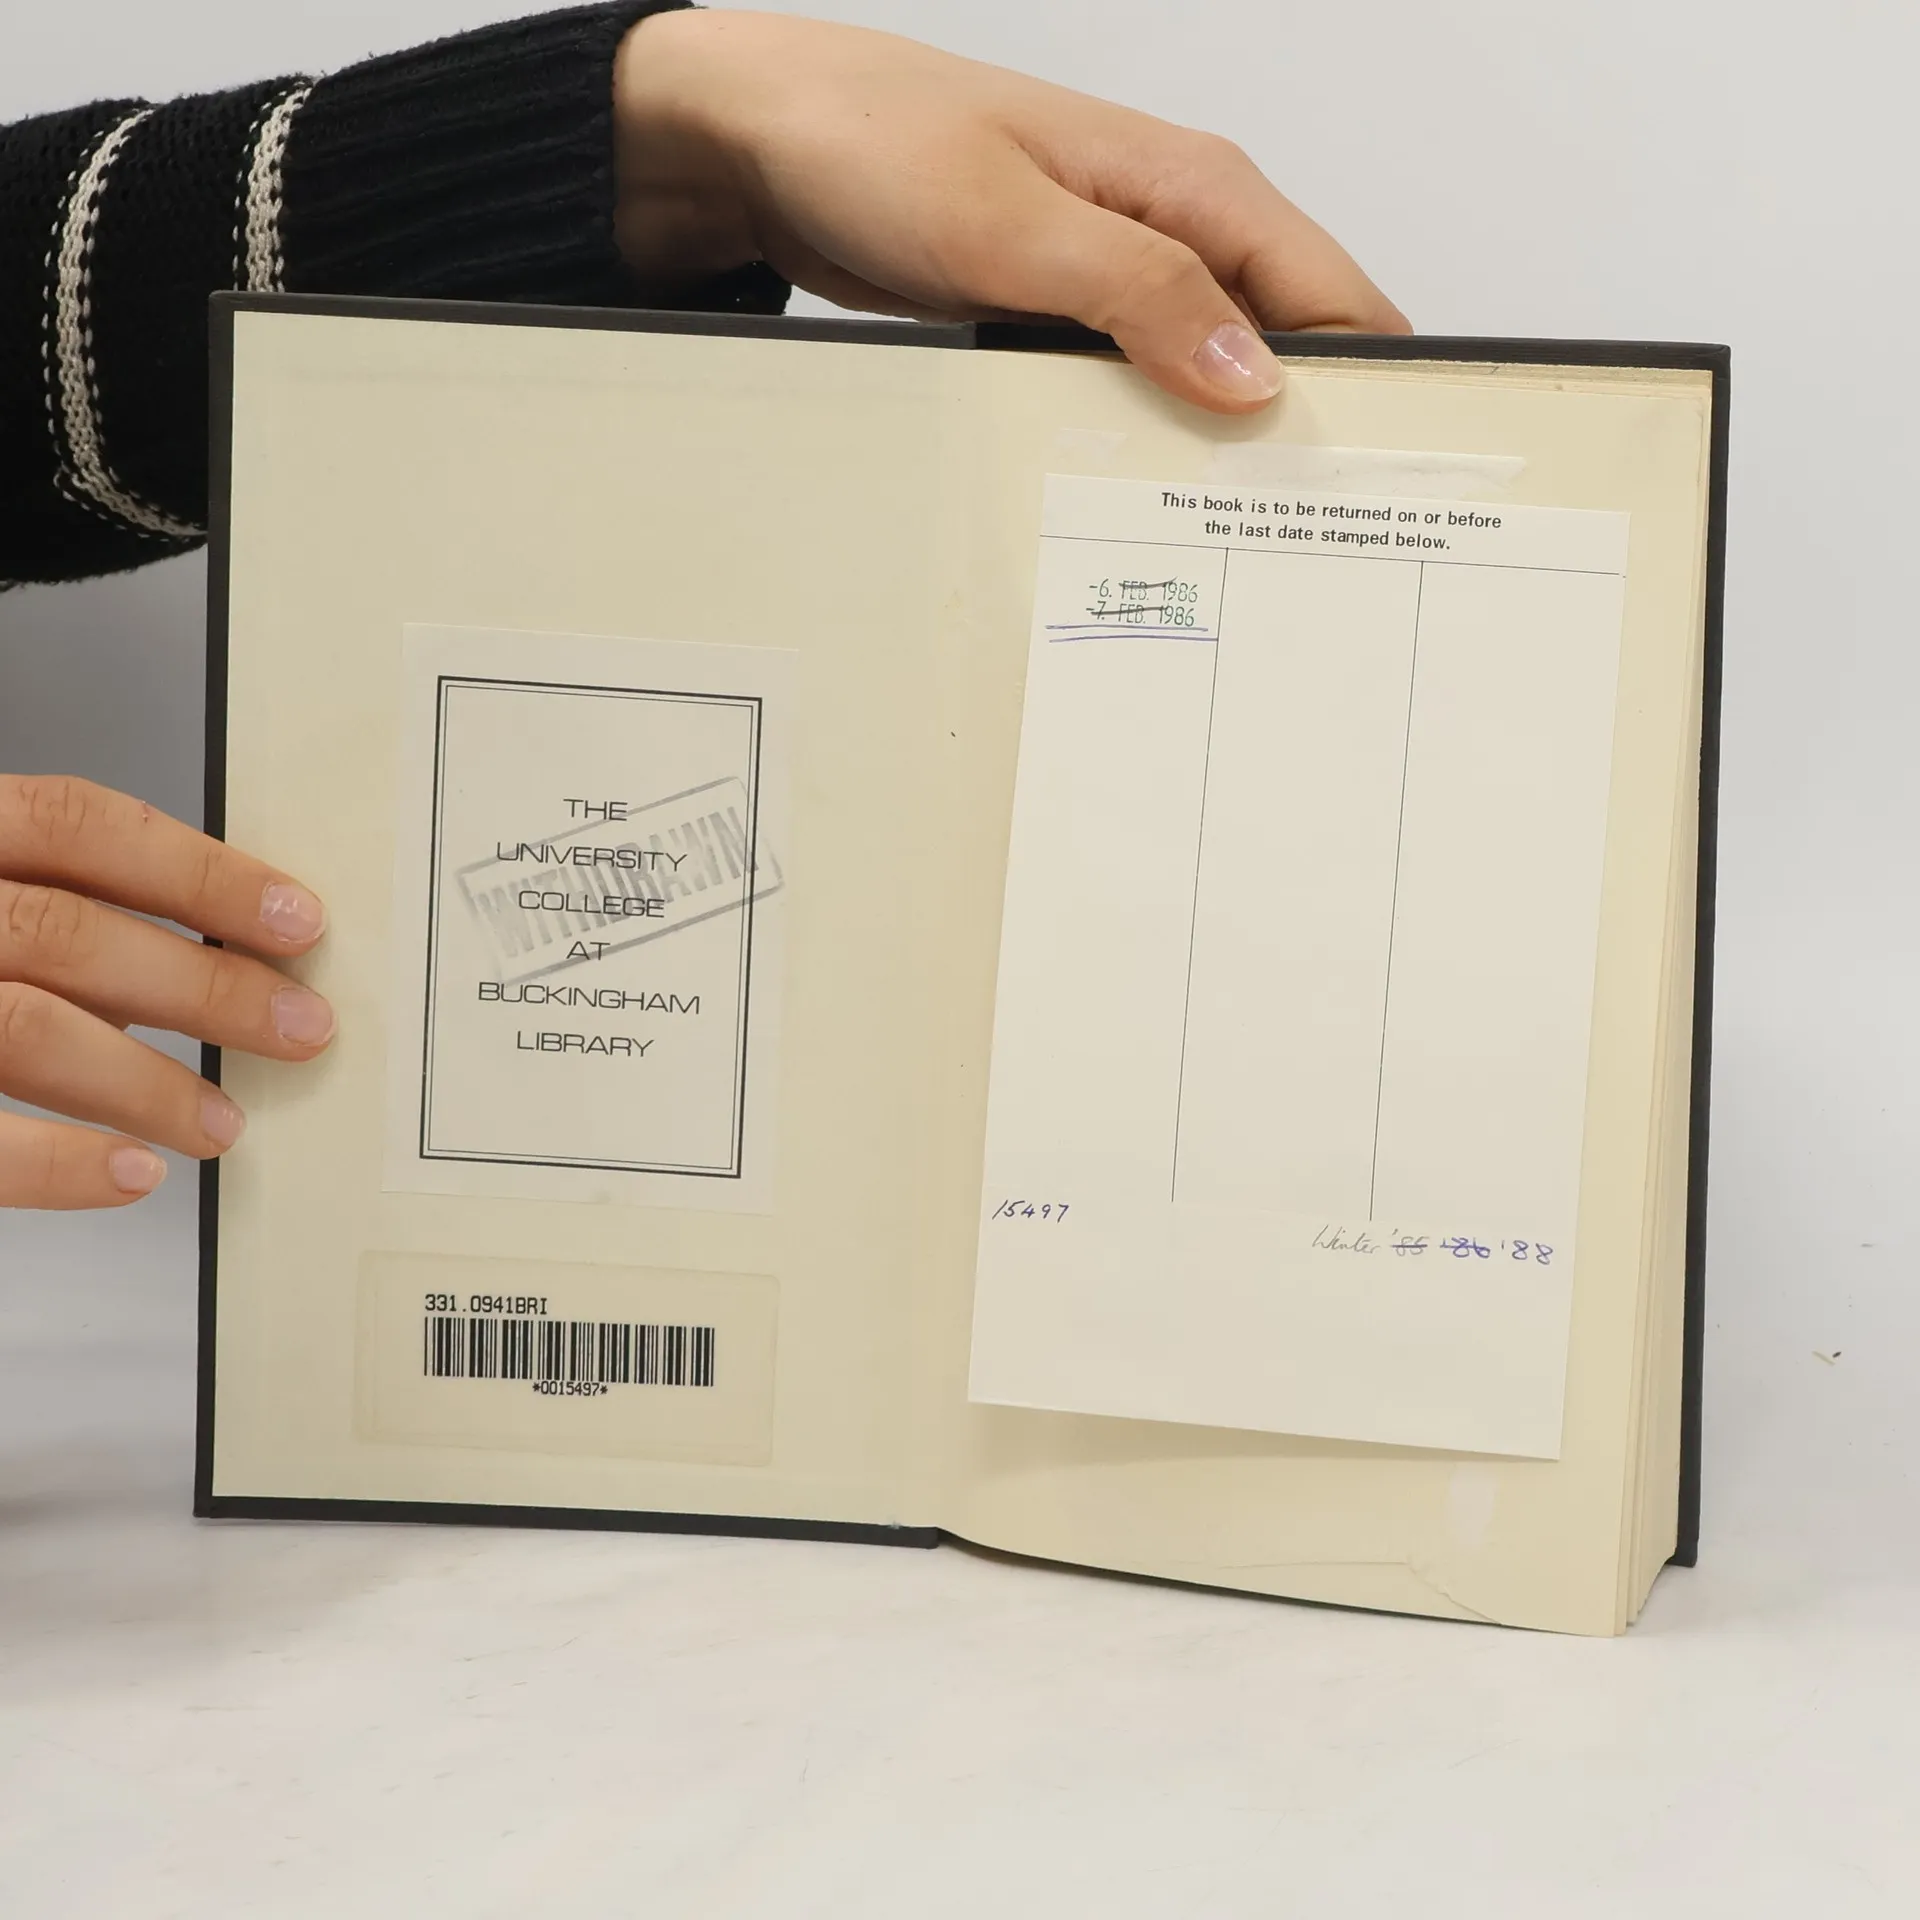 THE
UNIVERSITY
COLLEGE
AT
BUCKINGHAM
LIBRARY
WITHDRAWN
331.0941BRI
*0015497*
This book is to be returned on or before
the last date stamped below.
-6. FEB. 1986
-7. FEB. 1986
15497
Winter '85 '86 '88